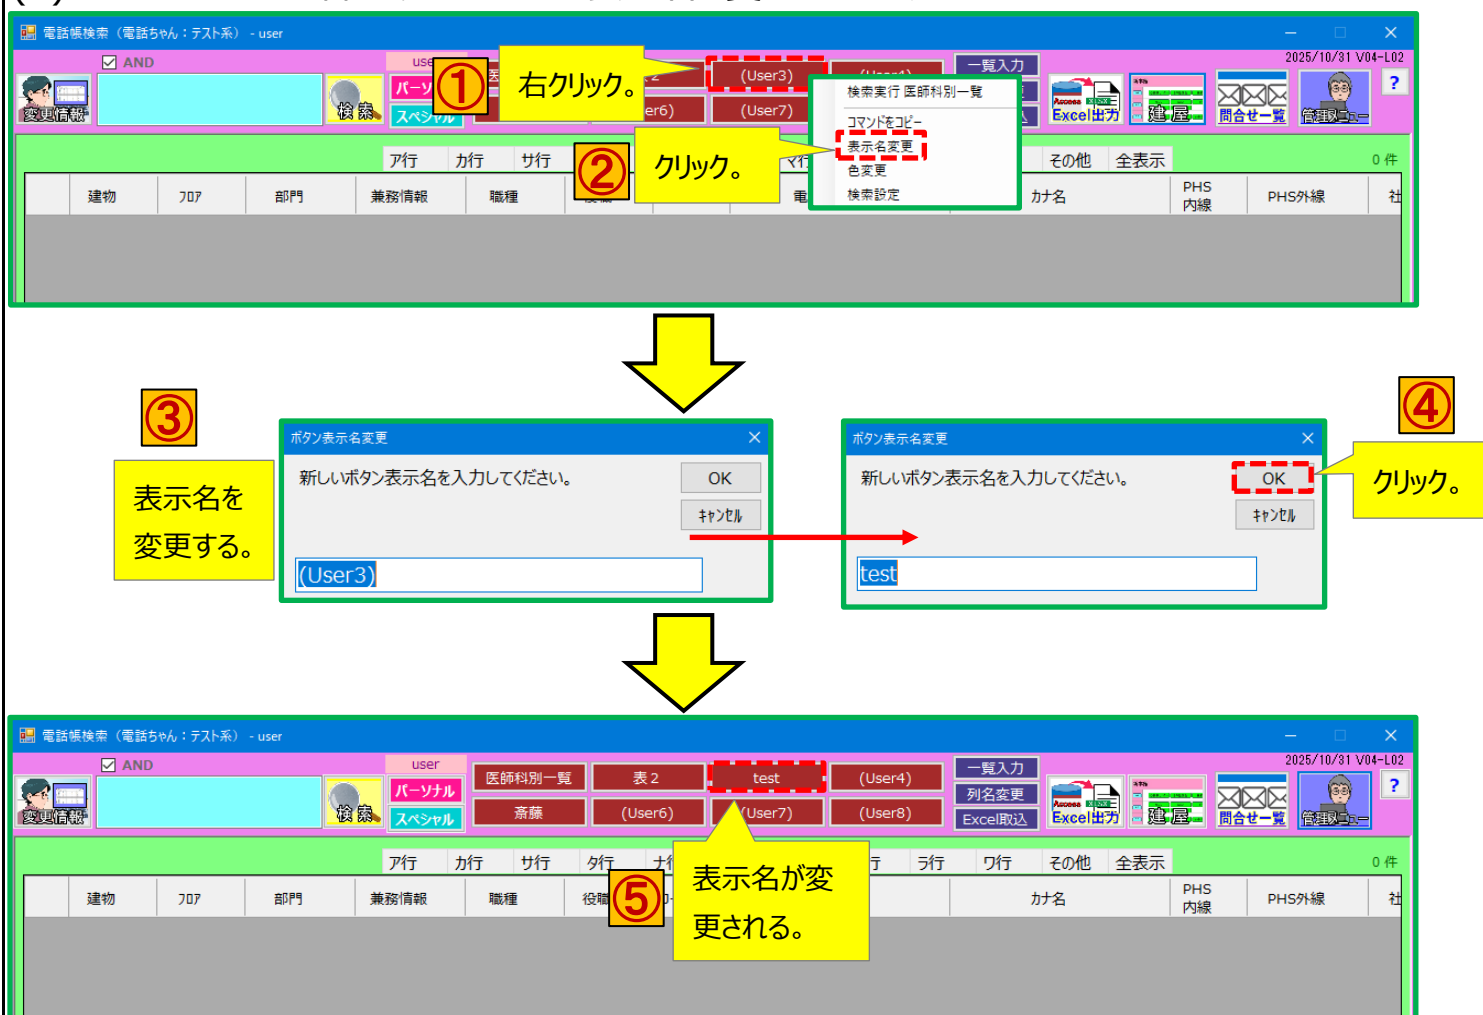 電話帳検索（電話ちゃん：テスト系） - user
2025/10/31 V04-L02
AND
変更情報
検索
パーソナル
スペシャル
①
右クリック。
(User3)
(User7)
一覧入力
Excel出力
建屋
問合せ一覧
管理メニュー
?
検索実行 医師科別一覧
コマンドをコピー
表示名変更
色変更
検索設定
②
クリック。
ア行 カ行 サ行 その他 全表示 0 件
建物 フロア 部門 兼務情報 職種 カナ名 PHS内線 PHS外線 社
③
表示名を
変更する。
ボタン表示名変更
新しいボタン表示名を入力してください。
OK
キャンセル
(User3)
ボタン表示名変更
新しいボタン表示名を入力してください。
OK
キャンセル
test
④
クリック。
電話帳検索（電話ちゃん：テスト系） - user
2025/10/31 V04-L02
AND
変更情報
検索
user
パーソナル
スペシャル
医師科別一覧 表2 test (User4)
斎藤 (User6) (User7) (User8)
一覧入力
列名変更
Excel取込
Excel出力
建屋
問合せ一覧
管理メニュー
?
ア行 カ行 サ行 タ行 ラ行 ワ行 その他 全表示 0 件
建物 フロア 部門 兼務情報 職種 役職 カナ名 PHS内線 PHS外線 社
⑤
表示名が変
更される。